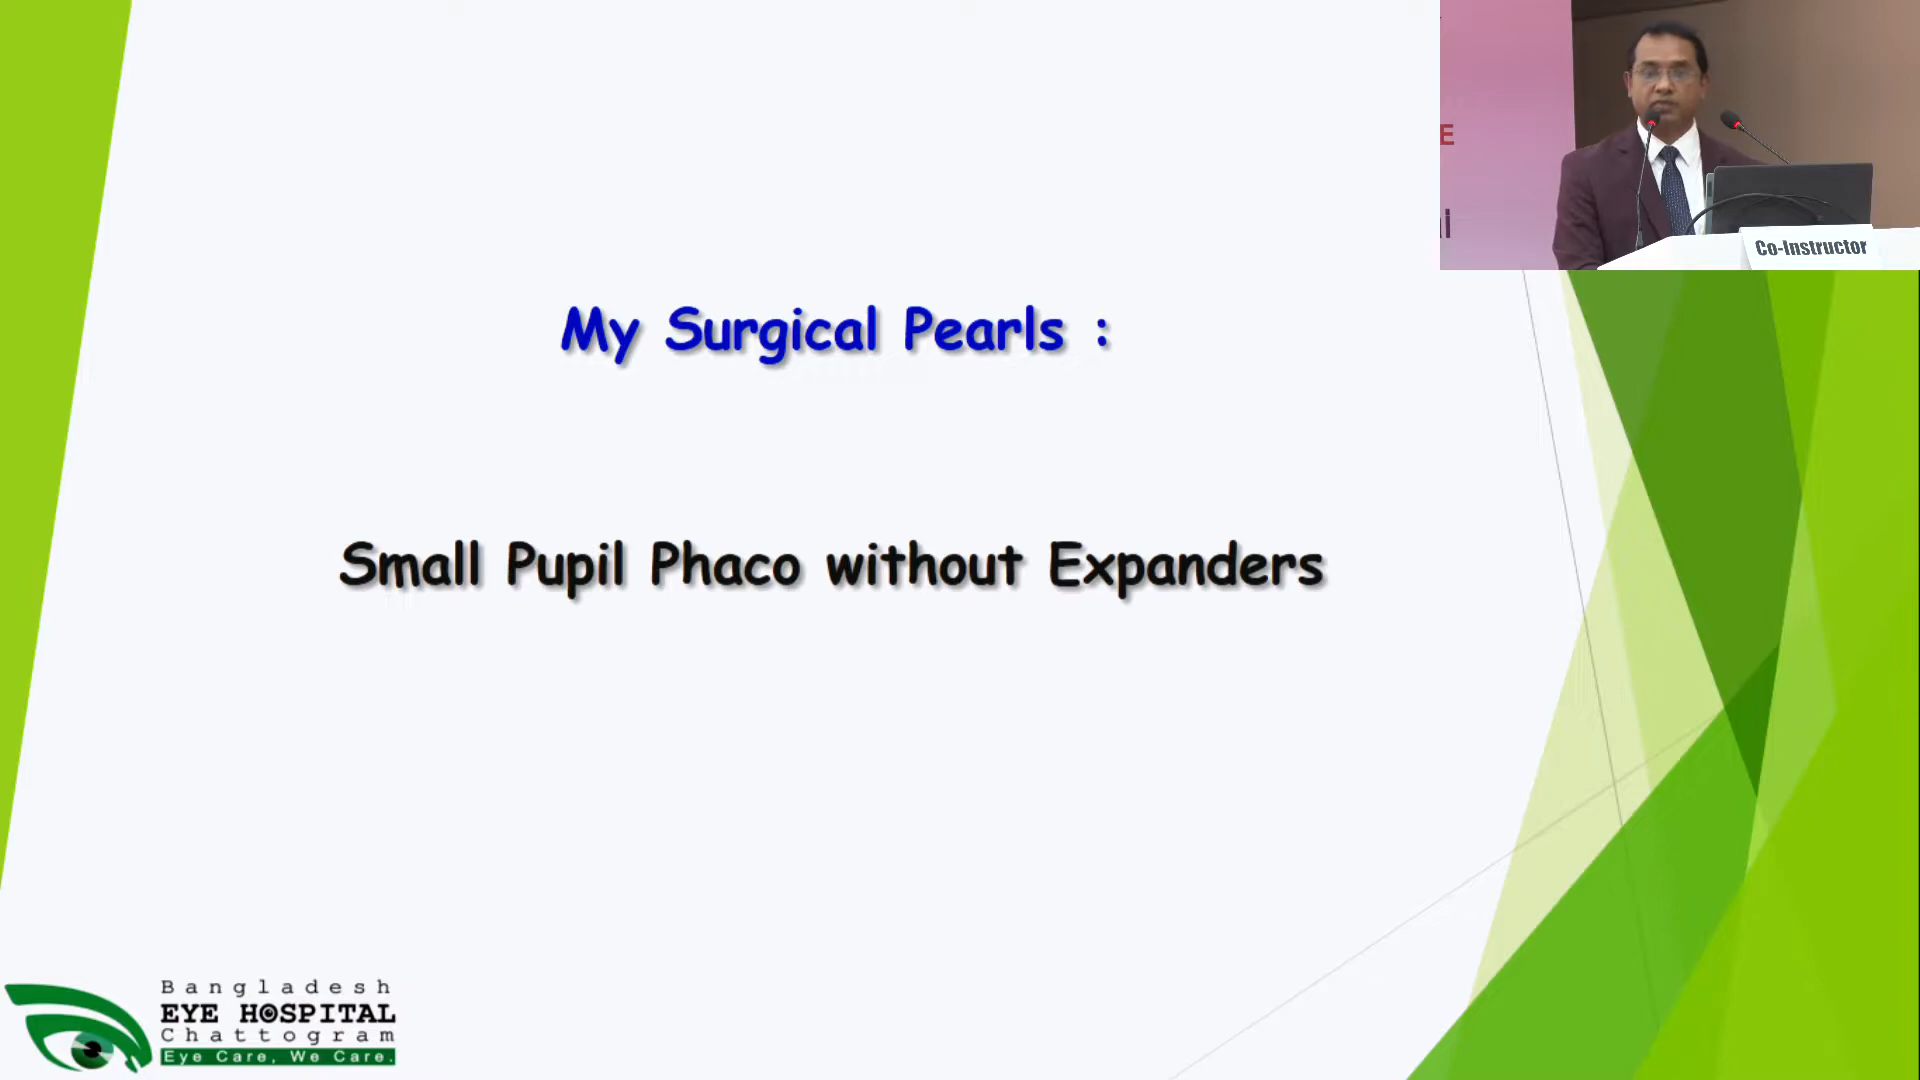 My Surgical Pearls :
Small Pupil Phaco without Expanders
E
Co-Instructor
Bangladesh
EYE HOSPITAL
Chattogram
Eye Care, We Care.